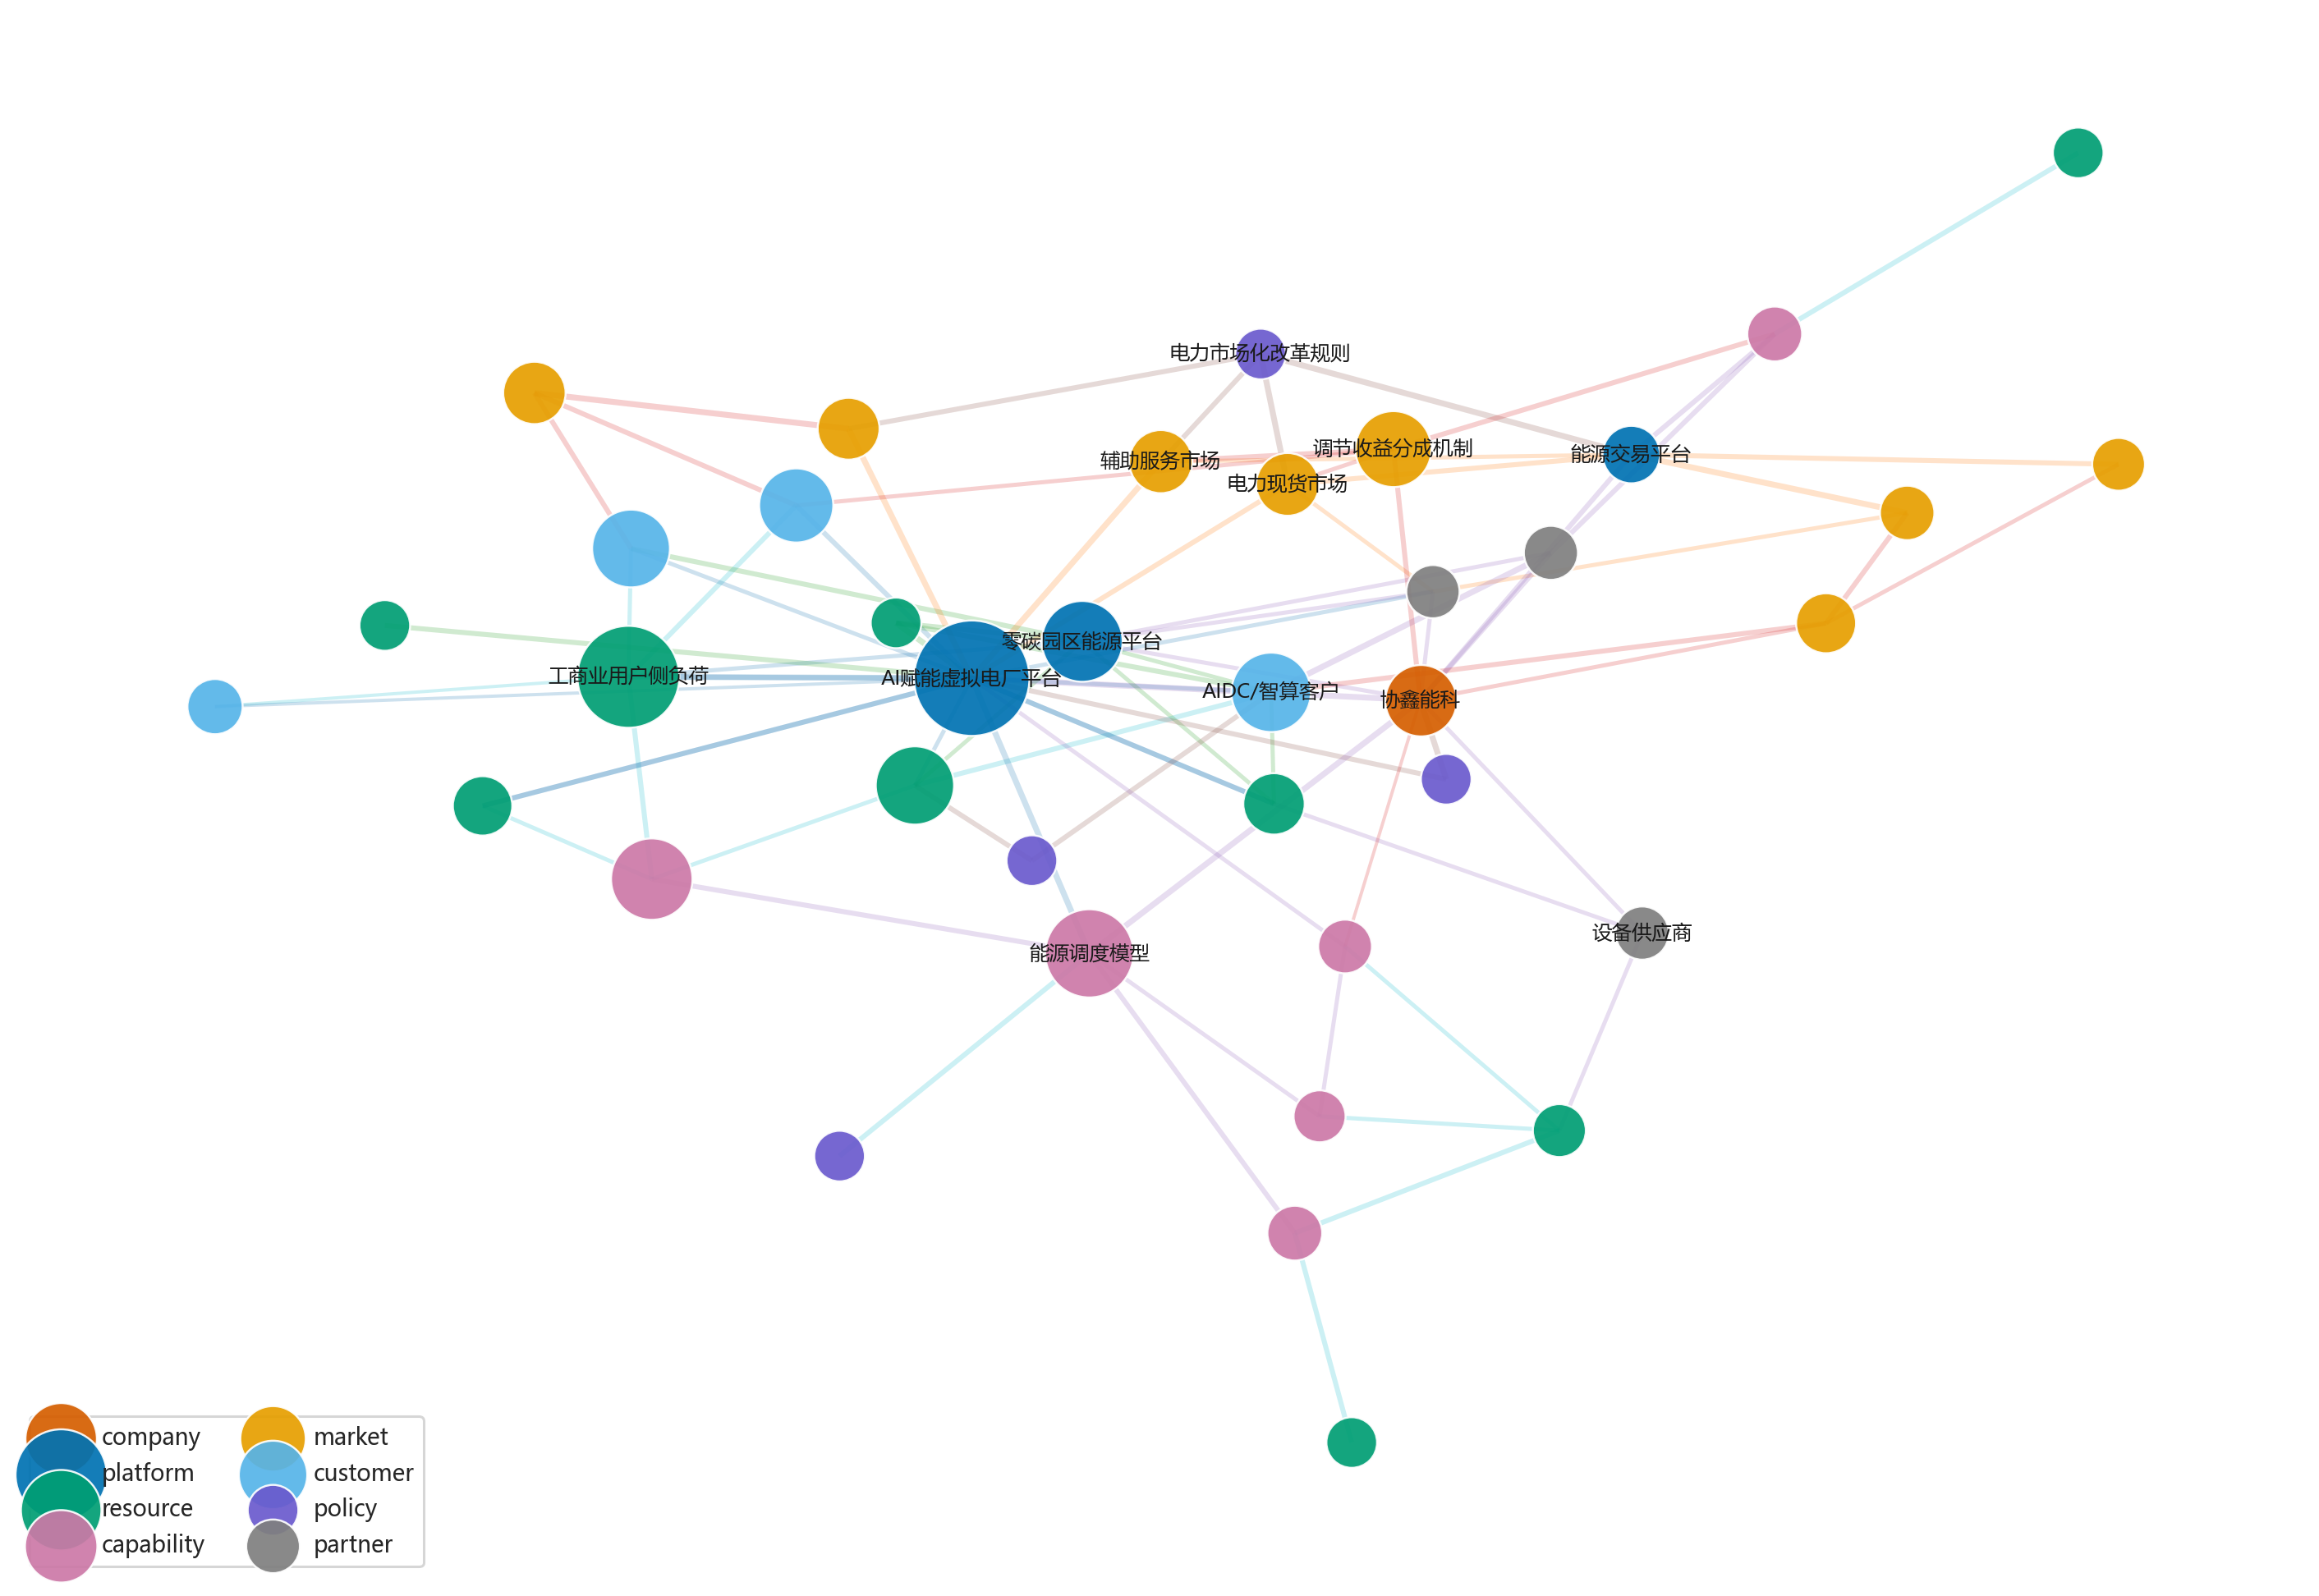 电力市场化改革规则
调节收益分成机制
能源交易平台
辅助服务市场
电力现货市场
零碳园区能源平台
工商业用户侧负荷
AI赋能虚拟电厂平台
AIDC/智算客户
协鑫能科
设备供应商
能源调度模型
company
platform
resource
capability
market
customer
policy
partner